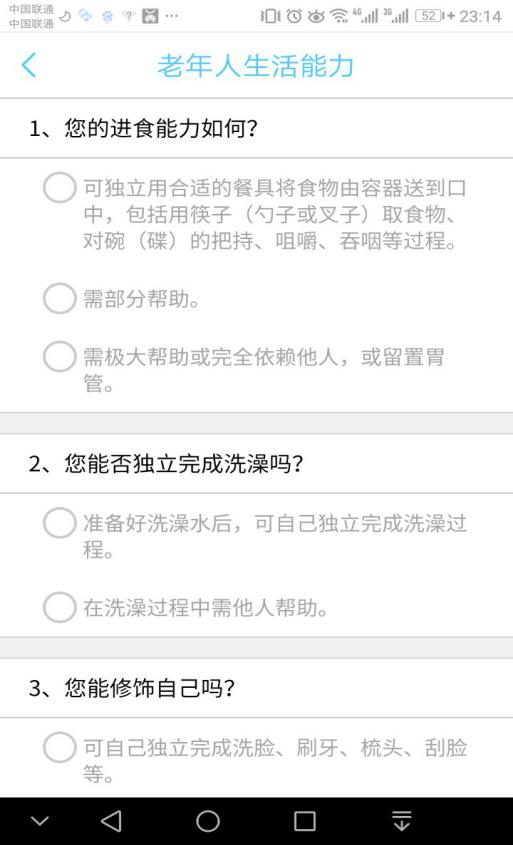 中国联通
中国联通
4G
3G
52
23:14
老年人生活能力
1、您的进食能力如何？
可独立用合适的餐具将食物由容器送到口
中，包括用筷子（勺子或叉子）取食物、
对碗（碟）的把持、咀嚼、吞咽等过程。
需部分帮助。
需极大帮助或完全依赖他人，或留置胃
管。
2、您能否独立完成洗澡吗？
准备好洗澡水后，可自己独立完成洗澡过
程。
在洗澡过程中需他人帮助。
3、您能修饰自己吗？
可自己独立完成洗脸、刷牙、梳头、刮脸
等。